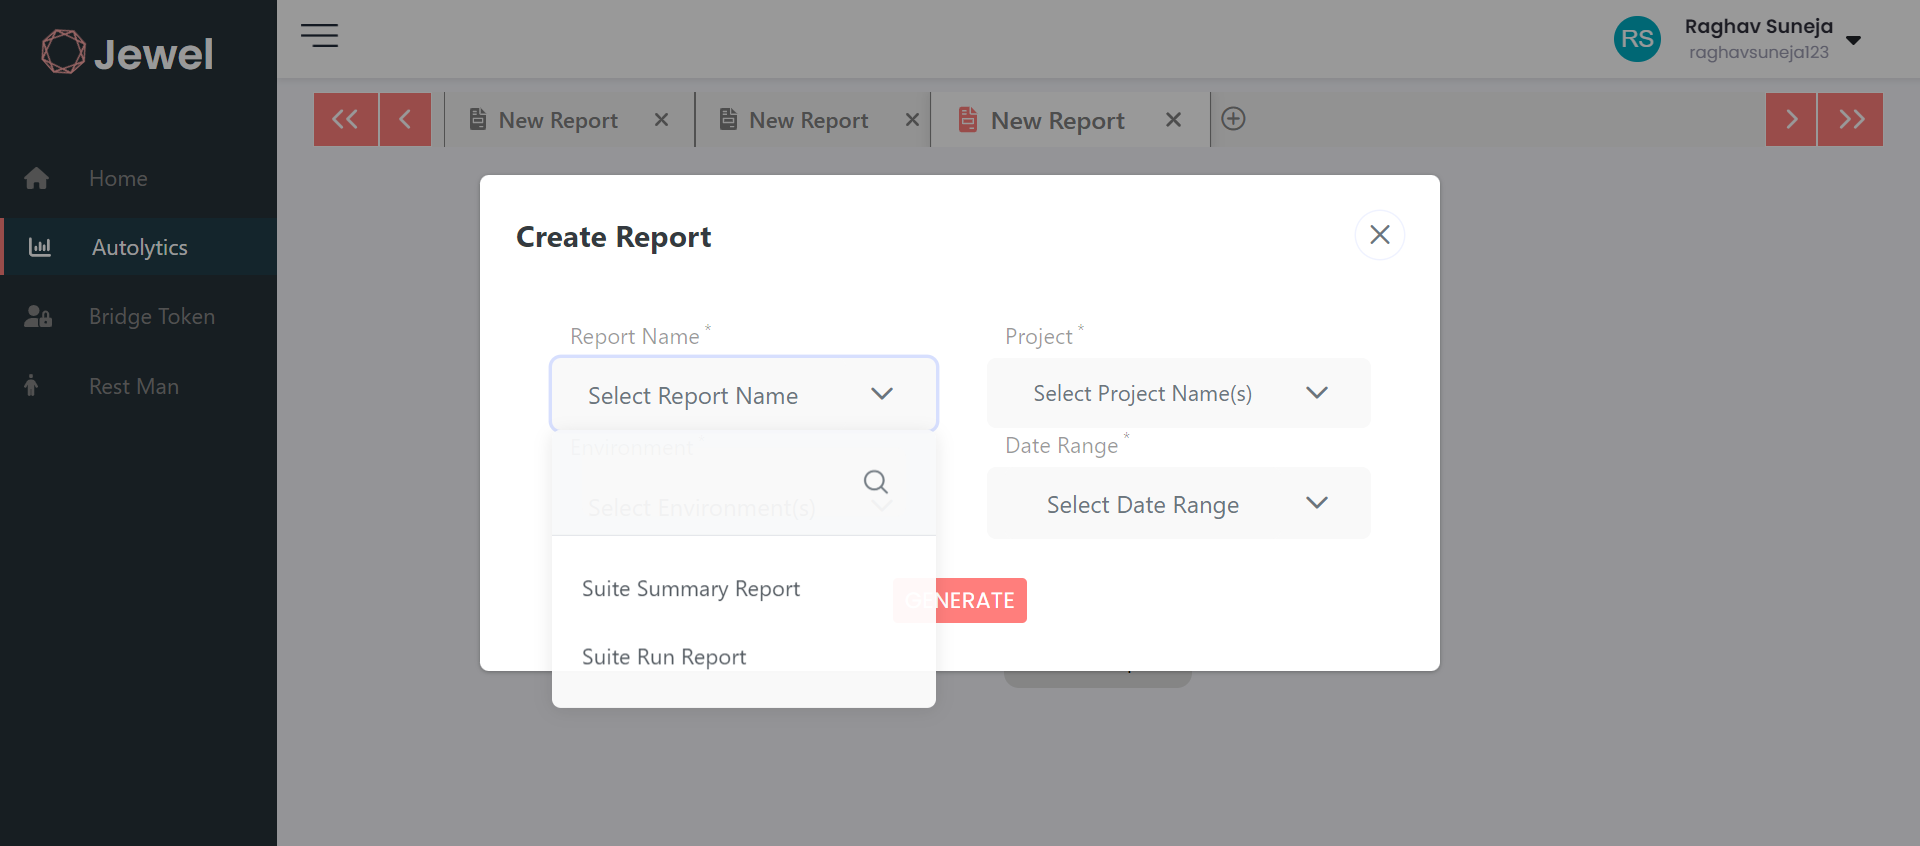 Jewel
Raghav Suneja
RS
raghavsuneja123
New Report
New Report
New Report
Home
Autolytics
Bridge Token
Rest Man
Create Report
Report Name *
Project *
Select Report Name
Select Project Name(s)
Environment *
Date Range *
Select Environment(s)
Select Date Range
Suite Summary Report
GENERATE
Suite Run Report